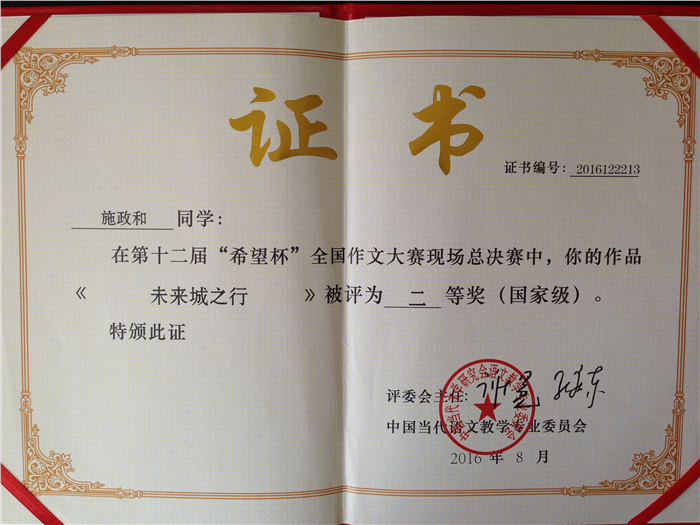 证书
证书编号: 2016122213
施政和 同学:
在第十二届“希望杯”全国作文大赛现场总决赛中, 你的作品
《 未来城之行 》被评为 二 等奖(国家级)。
特颁此证
评委会主任:
中国当代语文教学专业委员会
2016 年 8 月